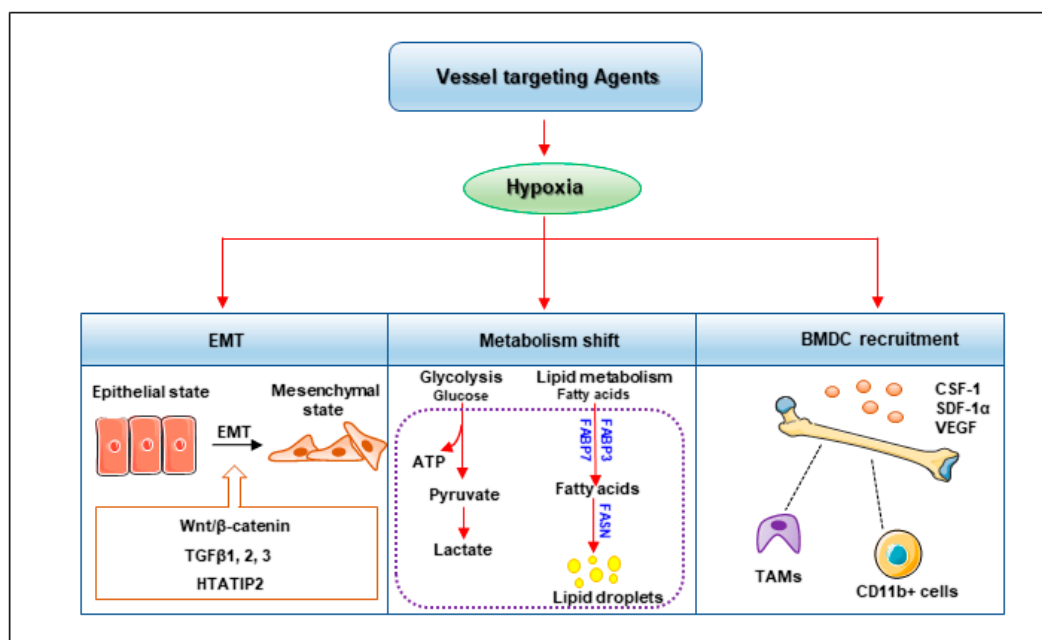 Vessel targeting Agents
Hypoxia
EMT
Epithelial state
Mesenchymal
state
EMT
Wnt/β-catenin
TGFβ1, 2, 3
HTATIP2
Metabolism shift
Glycolysis
Glucose
ATP
Pyruvate
Lactate
Lipid metabolism
Fatty acids
FABP3
FABP7
Fatty acids
FASN
Lipid droplets
BMDC recruitment
CSF-1
SDF-1α
VEGF
TAMs
CD11b+ cells